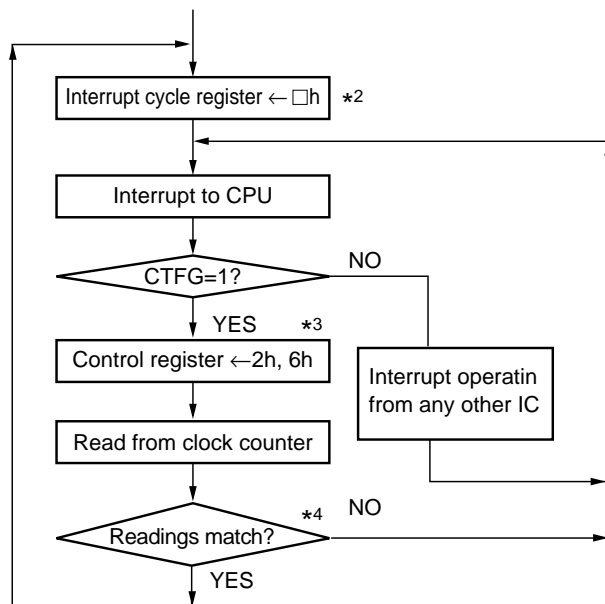 Interrupt cycle register ← □h *2
Interrupt to CPU
CTFG=1?
NO
YES *3
Control register ←2h, 6h
Interrupt operatin
from any other IC
Read from clock counter
*4 NO
Readings match?
YES